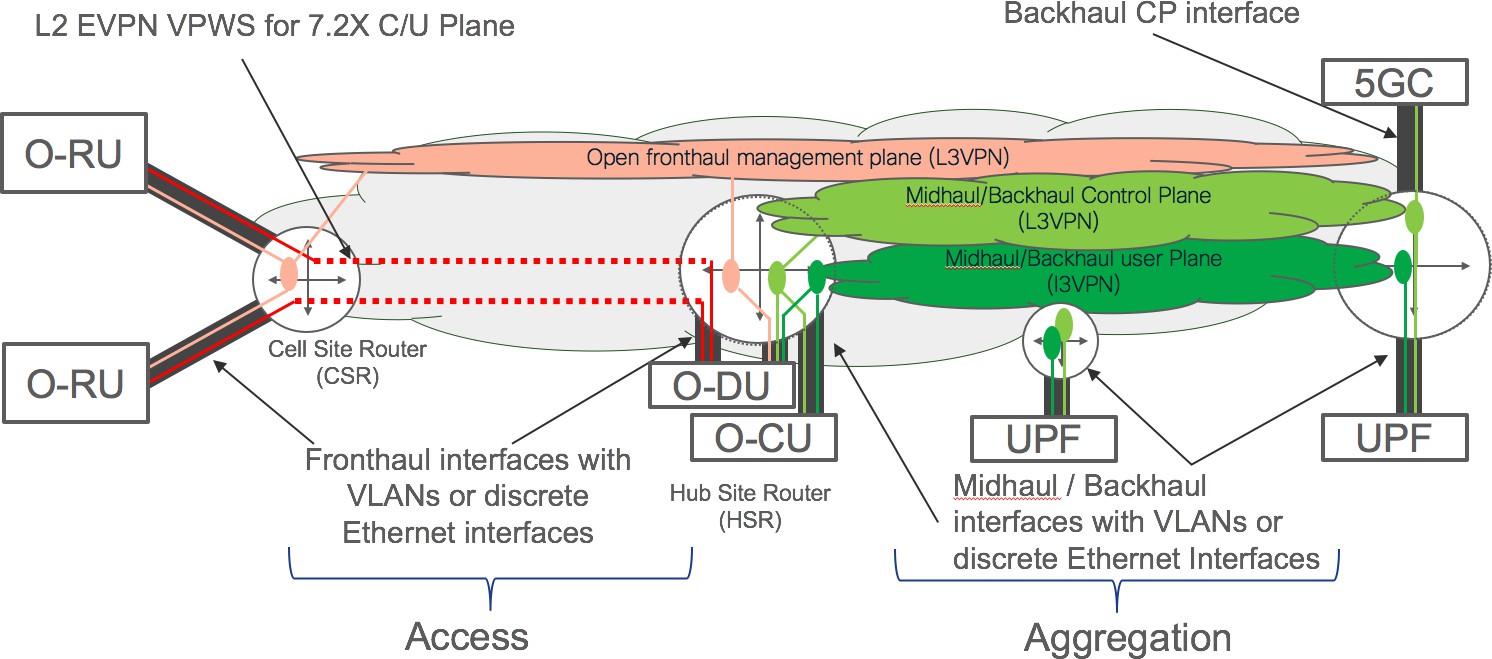 L2 EVPN VPWS for 7.2X C/U Plane
Backhaul CP interface
5GC
O-RU
Open fronthaul management plane (L3VPN)
Midhaul/Backhaul Control Plane
(L3VPN)
Midhaul/Backhaul user Plane
(l3VPN)
Cell Site Router
(CSR)
O-RU
O-DU
O-CU
UPF
UPF
Fronthaul interfaces with
VLANs or discrete
Ethernet interfaces
Hub Site Router
(HSR)
Midhaul / Backhaul
interfaces with VLANs or
discrete Ethernet Interfaces
Access
Aggregation